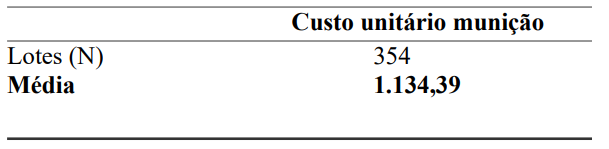 Custo unitário munição
Lotes (N) 354
Média 1.134,39